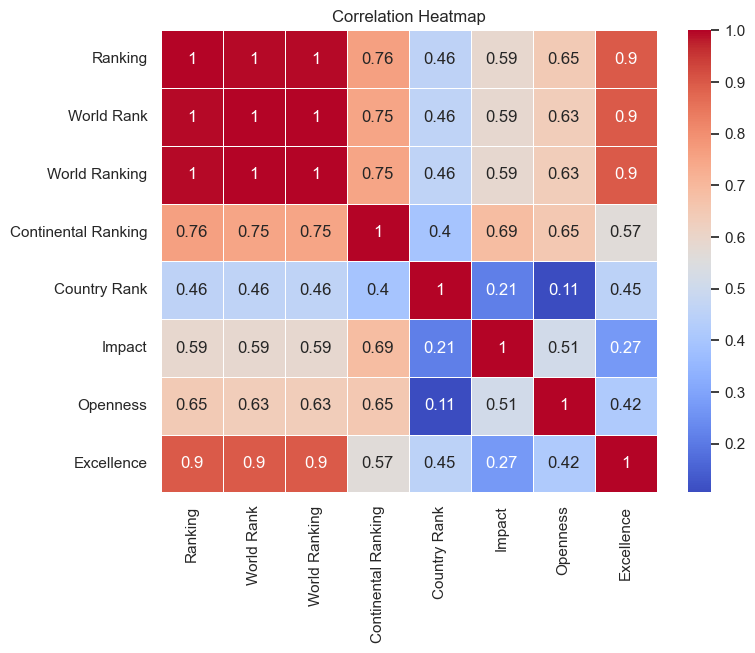 Correlation Heatmap
Ranking 1 1 1 0.76 0.46 0.59 0.65 0.9
World Rank 1 1 1 0.75 0.46 0.59 0.63 0.9
World Ranking 1 1 1 0.75 0.46 0.59 0.63 0.9
Continental Ranking 0.76 0.75 0.75 1 0.4 0.69 0.65 0.57
Country Rank 0.46 0.46 0.46 0.4 1 0.21 0.11 0.45
Impact 0.59 0.59 0.59 0.69 0.21 1 0.51 0.27
Openness 0.65 0.63 0.63 0.65 0.11 0.51 1 0.42
Excellence 0.9 0.9 0.9 0.57 0.45 0.27 0.42 1
Ranking
World Rank
World Ranking
Continental Ranking
Country Rank
Impact
Openness
Excellence
1.0
0.9
0.8
0.7
0.6
0.5
0.4
0.3
0.2